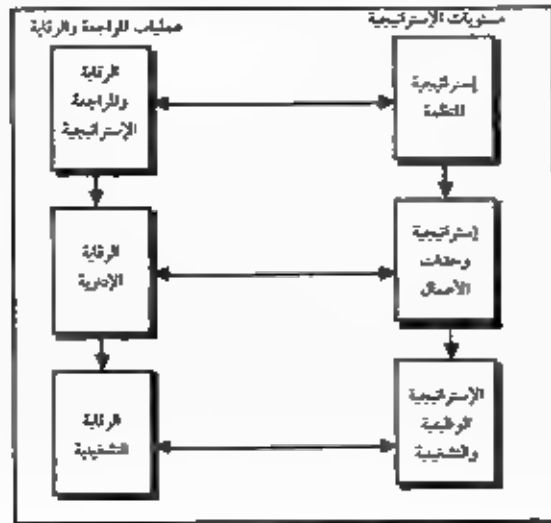 مستويات الإستراتيجية
عمليات المراجعة والرقابة
إستراتيجية
المنظمة
الرقابة
والمراجعة
الإستراتيجية
إستراتيجية
وحدات
الأعمال
الرقابة
الإدارية
الإستراتيجية
الوظيفية
والتشغيلية
الرقابة
التشغيلية